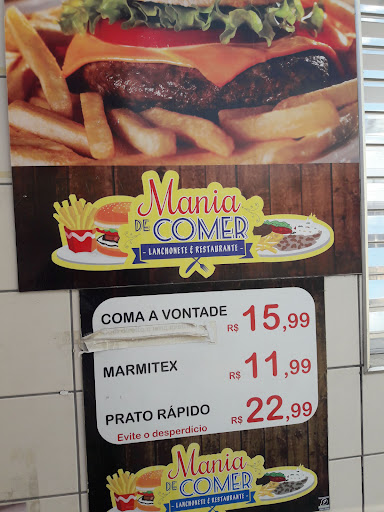 Mania
DE COMER
- LANCHONETE & RESTAURANTE -
COMA A VONTADE R$ 15,99
MARMITEX R$ 11,99
PRATO RÁPIDO R$ 22,99
Evite o desperdício
Mania
DE COMER
LANCHONETE & RESTAURANTE